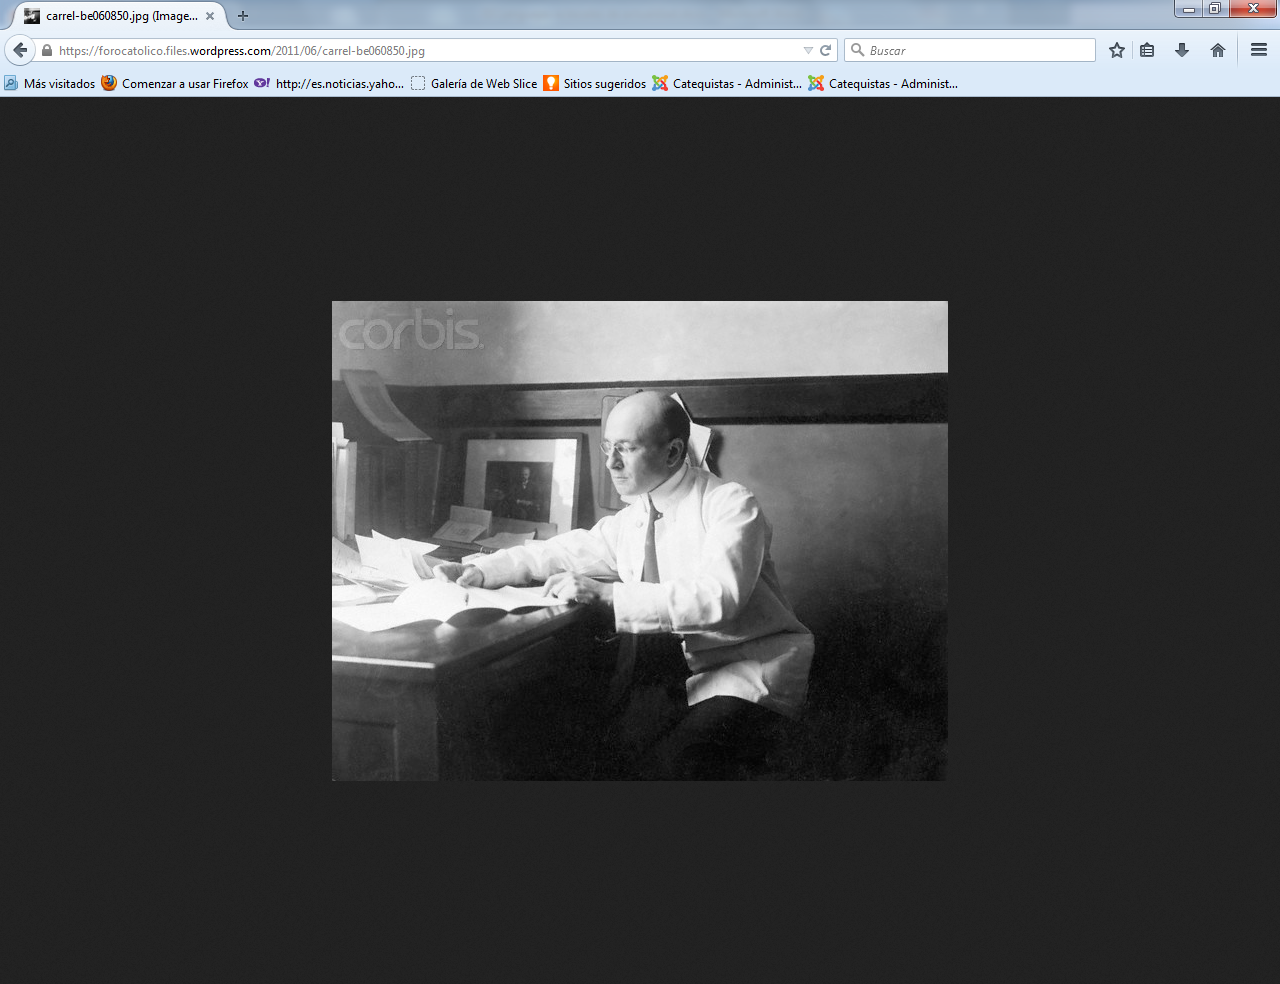 carrel-be060850.jpg (Image...
https://forocatolico.files.wordpress.com/2011/06/carrel-be060850.jpg
Buscar
Más visitados Comenzar a usar Firefox http://es.noticias.yaho... Galería de Web Slice Sitios sugeridos Catequistas - Administ... Catequistas - Administ...
corbis.